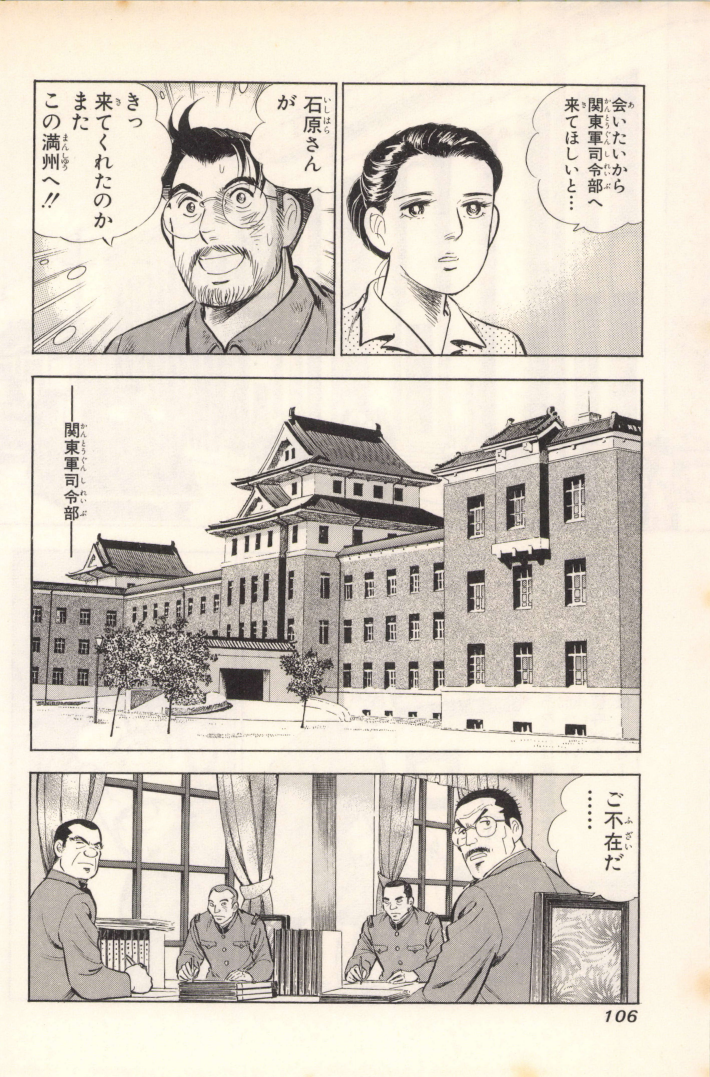 会いたいから
関東軍司令部へ
来てほしいと…
石原さん
が
きっ
来てくれたのか
また
この満州へ!!
──関東軍司令部──
ご不在だ
……
106